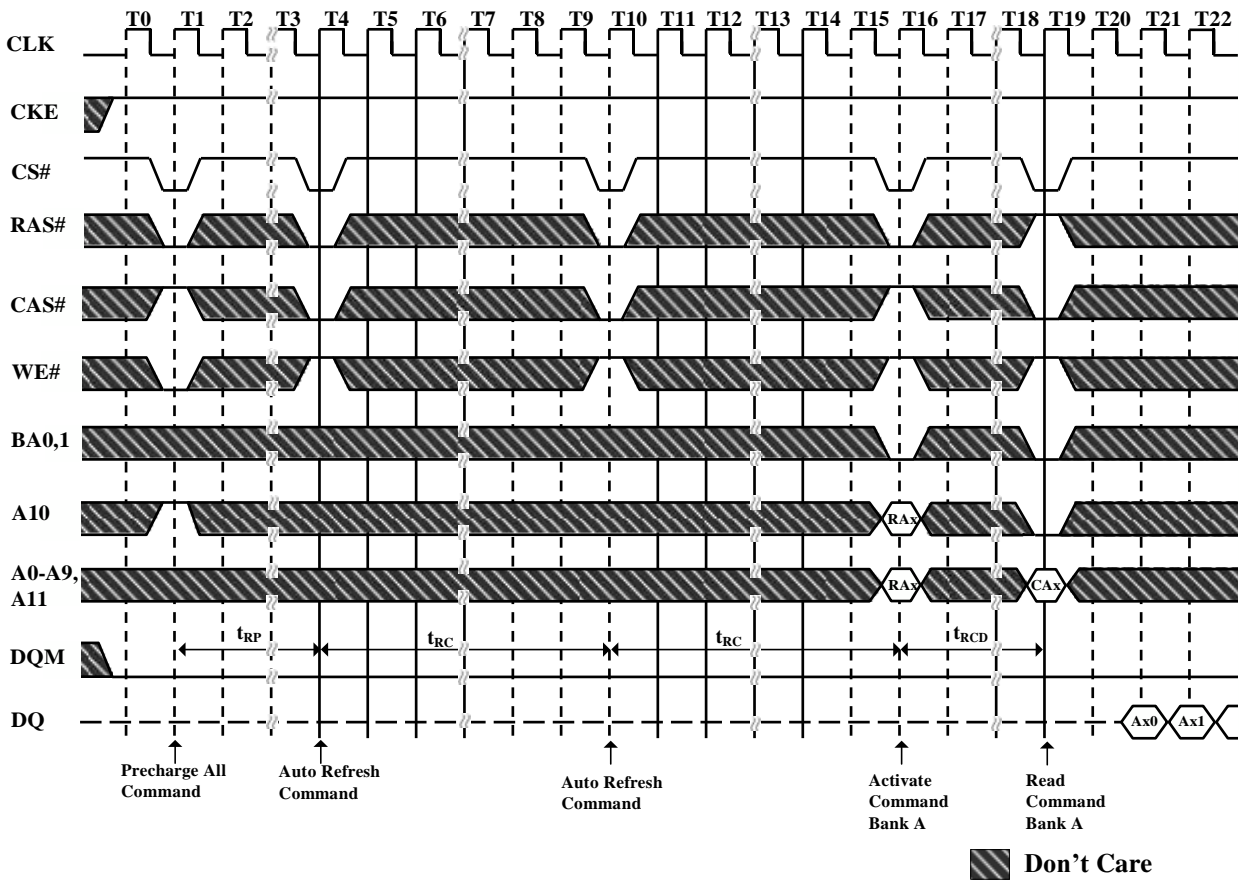 T0 T1 T2 T3 T4 T5 T6 T7 T8 T9 T10 T11 T12 T13 T14 T15 T16 T17 T18 T19 T20 T21 T22
CLK
CKE
CS#
RAS#
CAS#
WE#
BA0,1
A10
RAx
A0-A9,
A11
RAx
CAx
tRP
tRC
tRC
tRCD
DQM
DQ
Ax0
Ax1
Precharge All
Command
Auto Refresh
Command
Auto Refresh
Command
Activate
Command
Bank A
Read
Command
Bank A
Don't Care